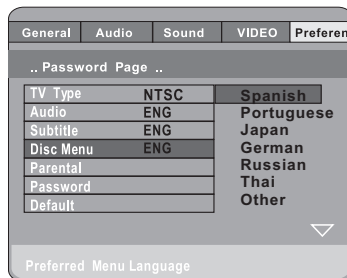 General Audio Sound VIDEO Preferen
.. Password Page ..
TV Type NTSC Spanish
Audio ENG Portuguese
Subtitle ENG Japan
Disc Menu ENG German
Parental Russian
Password Thai
Default Other
Preferred Menu Language